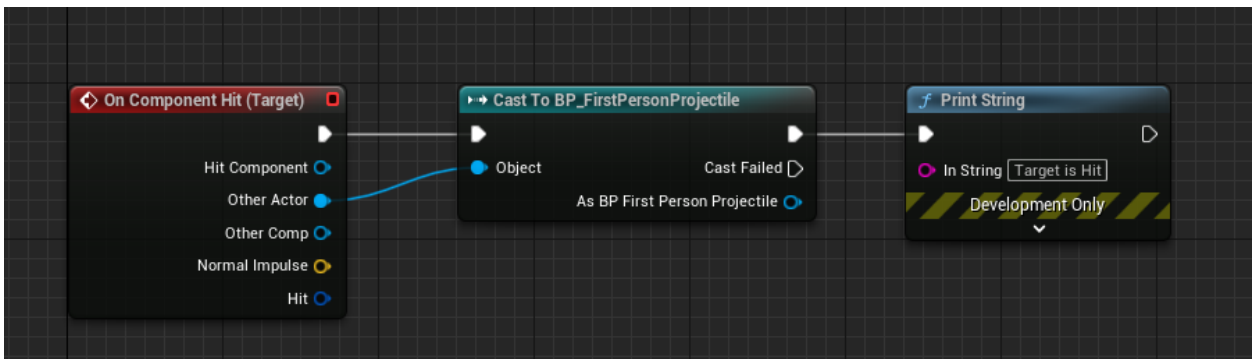 On Component Hit (Target)
Hit Component
Other Actor
Other Comp
Normal Impulse
Hit
Cast To BP_FirstPersonProjectile
Object
Cast Failed
As BP First Person Projectile
f Print String
In String Target is Hit
Development Only